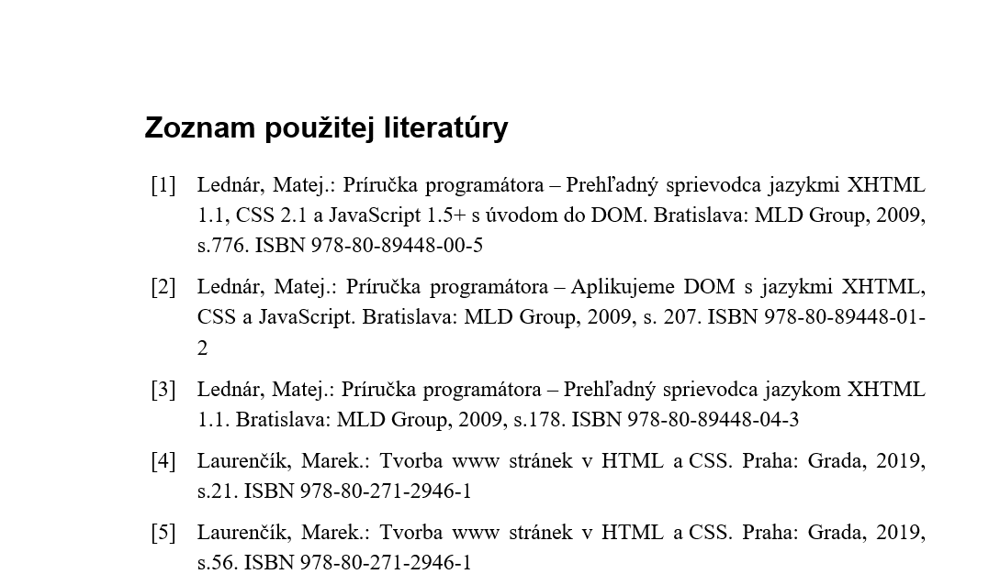 Zoznam použitej literatúry
[1] Lednár, Matej.: Príručka programátora – Prehľadný sprievodca jazykmi XHTML
1.1, CSS 2.1 a JavaScript 1.5+ s úvodom do DOM. Bratislava: MLD Group, 2009,
s.776. ISBN 978-80-89448-00-5
[2] Lednár, Matej.: Príručka programátora – Aplikujeme DOM s jazykmi XHTML,
CSS a JavaScript. Bratislava: MLD Group, 2009, s. 207. ISBN 978-80-89448-01-
2
[3] Lednár, Matej.: Príručka programátora – Prehľadný sprievodca jazykom XHTML
1.1. Bratislava: MLD Group, 2009, s.178. ISBN 978-80-89448-04-3
[4] Laurenčík, Marek.: Tvorba www stránek v HTML a CSS. Praha: Grada, 2019,
s.21. ISBN 978-80-271-2946-1
[5] Laurenčík, Marek.: Tvorba www stránek v HTML a CSS. Praha: Grada, 2019,
s.56. ISBN 978-80-271-2946-1